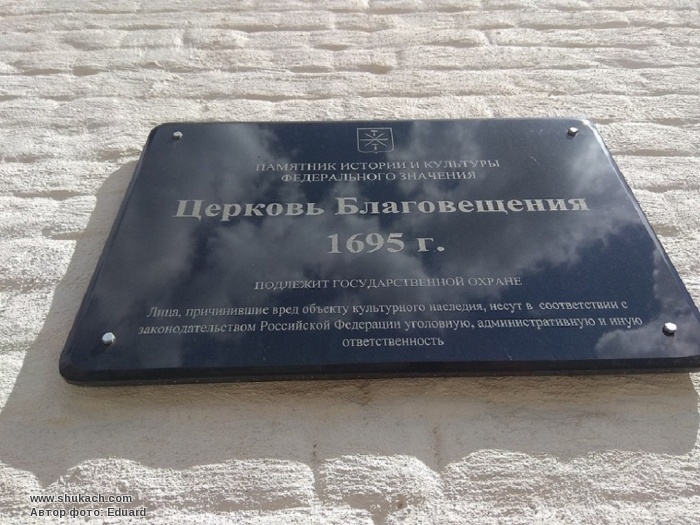 ПАМЯТНИК ИСТОРИИ И КУЛЬТУРЫ
ФЕДЕРАЛЬНОГО ЗНАЧЕНИЯ
Церковь Благовещения
1695 г.
ПОДЛЕЖИТ ГОСУДАРСТВЕННОЙ ОХРАНЕ
Лица, причинившие вред объекту культурного наследия, несут в соответствии с
законодательством Российской Федерации уголовную, административную и иную
ответственность
www.shukach.com
Автор фото: Eduard